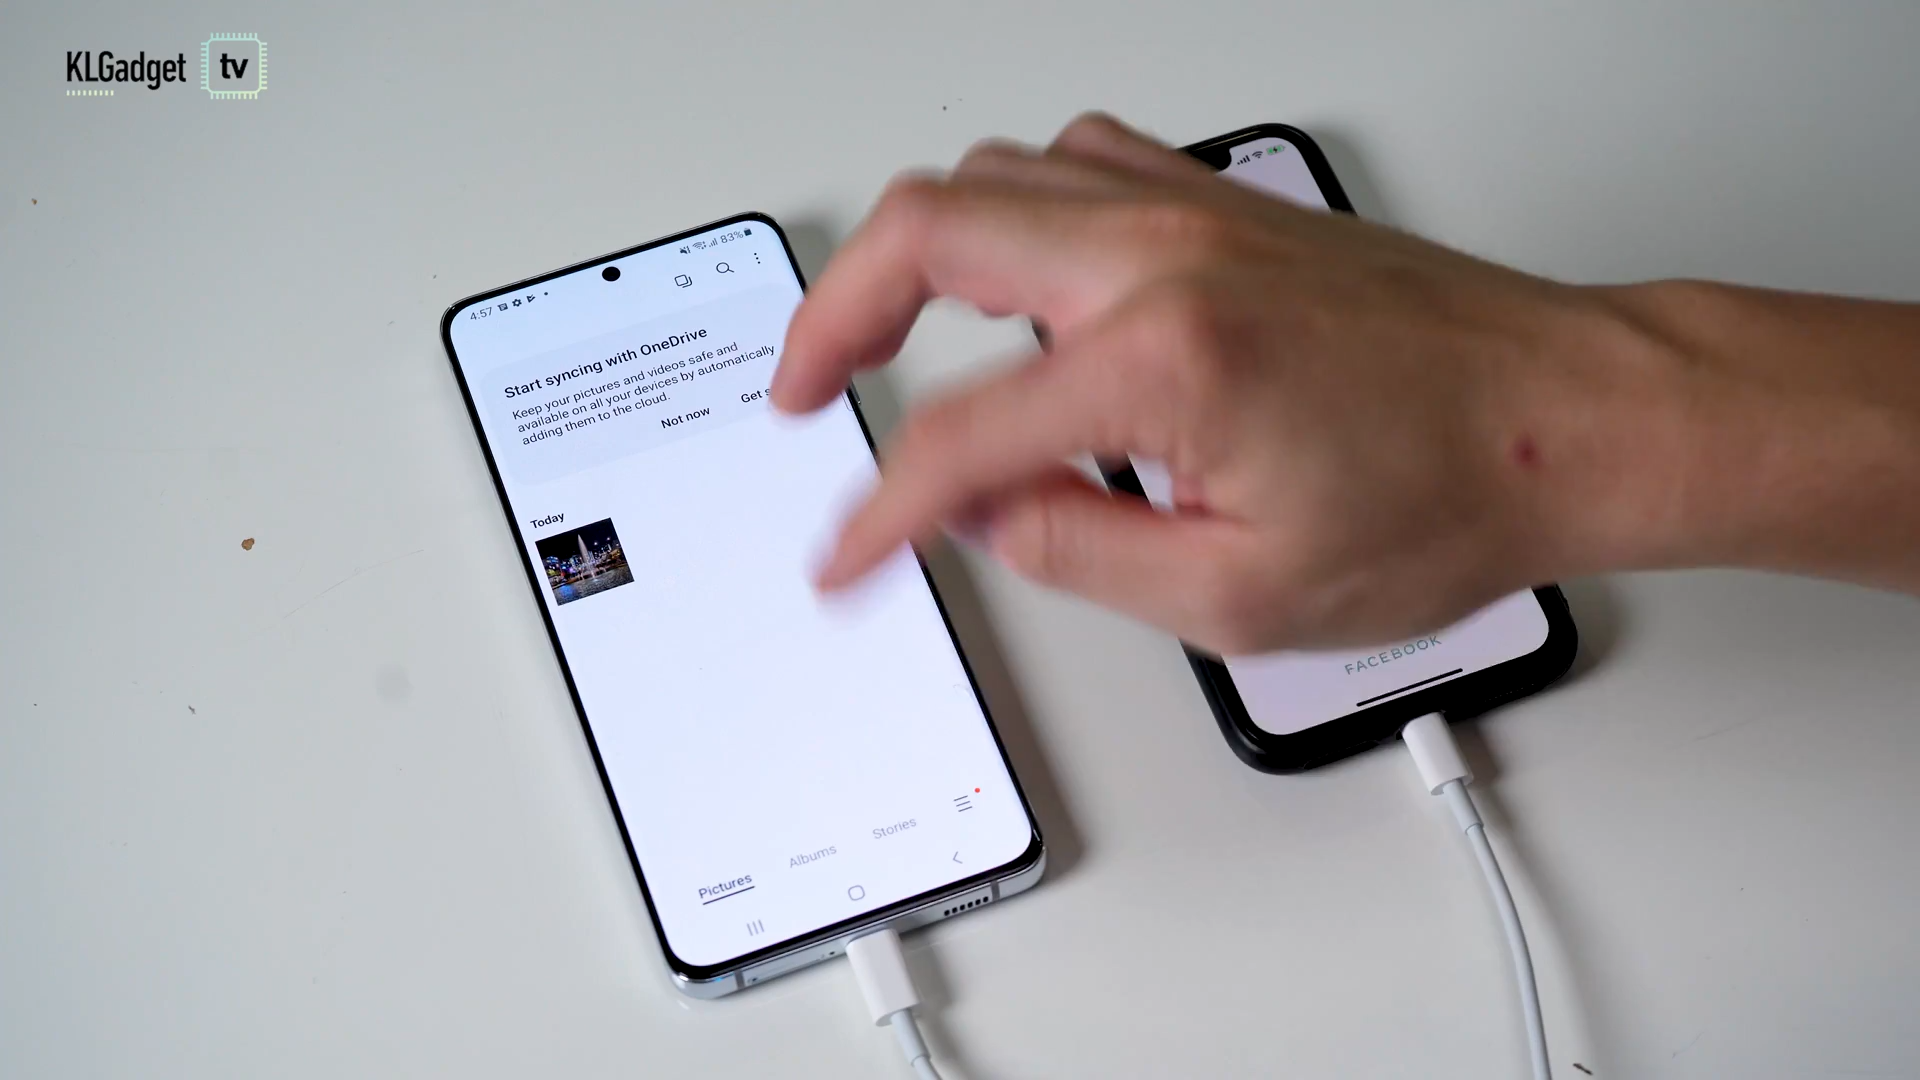 KLGadget tv
4:57
83%
Start syncing with OneDrive
Keep your pictures and videos safe and
available on all your devices by automatically
adding them to the cloud.
Not now
Get
Today
Pictures
Albums
Stories
FACEBOOK